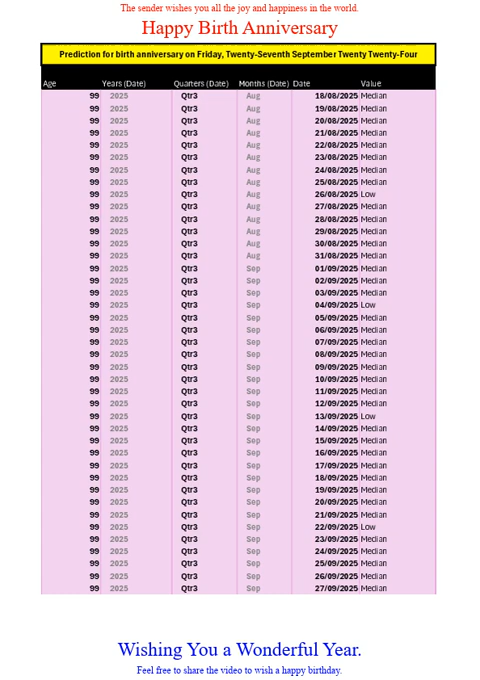 The sender wishes you all the joy and happiness in the world.
Happy Birth Anniversary
Prediction for birth anniversary on Friday, Twenty-Seventh September Twenty Twenty-Four
Age Years (Date) Quarters (Date) Months (Date) Date Value
99 2025 Qtr3 Aug 18/08/2025 Median
99 2025 Qtr3 Aug 19/08/2025 Median
99 2025 Qtr3 Aug 20/08/2025 Median
99 2025 Qtr3 Aug 21/08/2025 Median
99 2025 Qtr3 Aug 22/08/2025 Median
99 2025 Qtr3 Aug 23/08/2025 Median
99 2025 Qtr3 Aug 24/08/2025 Median
99 2025 Qtr3 Aug 25/08/2025 Median
99 2025 Qtr3 Aug 26/08/2025 Low
99 2025 Qtr3 Aug 27/08/2025 Median
99 2025 Qtr3 Aug 28/08/2025 Median
99 2025 Qtr3 Aug 29/08/2025 Median
99 2025 Qtr3 Aug 30/08/2025 Median
99 2025 Qtr3 Aug 31/08/2025 Median
99 2025 Qtr3 Sep 01/09/2025 Median
99 2025 Qtr3 Sep 02/09/2025 Median
99 2025 Qtr3 Sep 03/09/2025 Median
99 2025 Qtr3 Sep 04/09/2025 Low
99 2025 Qtr3 Sep 05/09/2025 Median
99 2025 Qtr3 Sep 06/09/2025 Median
99 2025 Qtr3 Sep 07/09/2025 Median
99 2025 Qtr3 Sep 08/09/2025 Median
99 2025 Qtr3 Sep 09/09/2025 Median
99 2025 Qtr3 Sep 10/09/2025 Median
99 2025 Qtr3 Sep 11/09/2025 Median
99 2025 Qtr3 Sep 12/09/2025 Median
99 2025 Qtr3 Sep 13/09/2025 Low
99 2025 Qtr3 Sep 14/09/2025 Median
99 2025 Qtr3 Sep 15/09/2025 Median
99 2025 Qtr3 Sep 16/09/2025 Median
99 2025 Qtr3 Sep 17/09/2025 Median
99 2025 Qtr3 Sep 18/09/2025 Median
99 2025 Qtr3 Sep 19/09/2025 Median
99 2025 Qtr3 Sep 20/09/2025 Median
99 2025 Qtr3 Sep 21/09/2025 Median
99 2025 Qtr3 Sep 22/09/2025 Low
99 2025 Qtr3 Sep 23/09/2025 Median
99 2025 Qtr3 Sep 24/09/2025 Median
99 2025 Qtr3 Sep 25/09/2025 Median
99 2025 Qtr3 Sep 26/09/2025 Median
99 2025 Qtr3 Sep 27/09/2025 Median
Wishing You a Wonderful Year.
Feel free to share the video to wish a happy birthday.